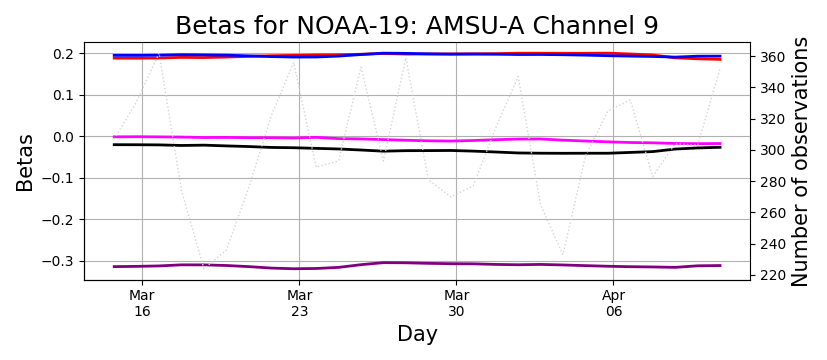 Betas for NOAA-19: AMSU-A Channel 9
Betas
0.2
0.1
0.0
−0.1
−0.2
−0.3
360
340
320
300
280
260
240
220
Number of observations
Mar
16
Mar
23
Mar
30
Apr
06
Day